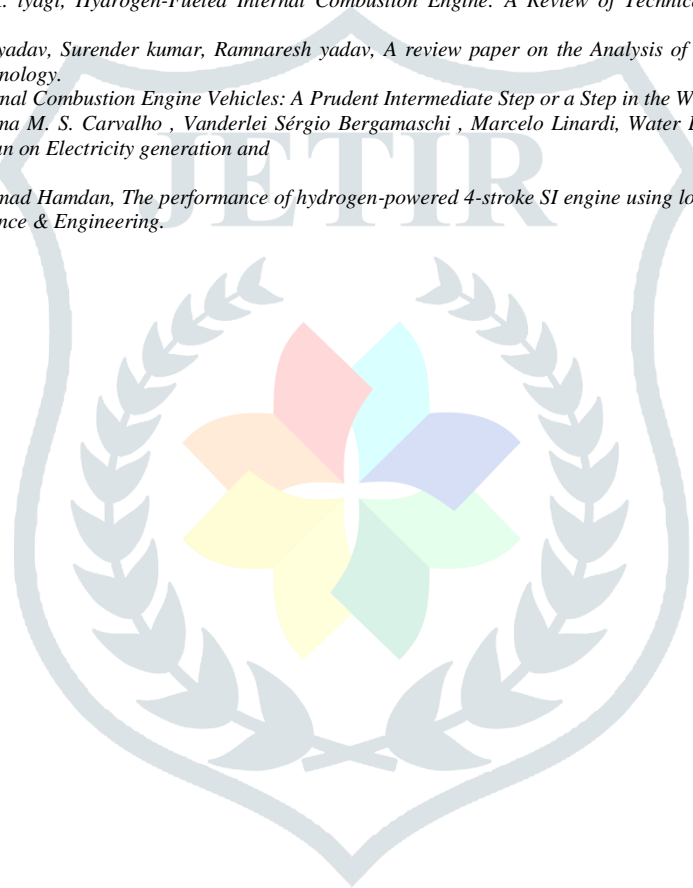 iyagi, Hydrogen-Fueled Internal Combustion Engine: A Review of Technica
yadav, Surender kumar, Ramnaresh yadav, A review paper on the Analysis of
nology.
nal Combustion Engine Vehicles: A Prudent Intermediate Step or a Step in the W
na M. S. Carvalho , Vanderlei Sérgio Bergamaschi , Marcelo Linardi, Water
an on Electricity generation and
JETIR
mad Hamdan, The performance of hydrogen-powered 4-stroke SI engine using lo
nce & Engineering.